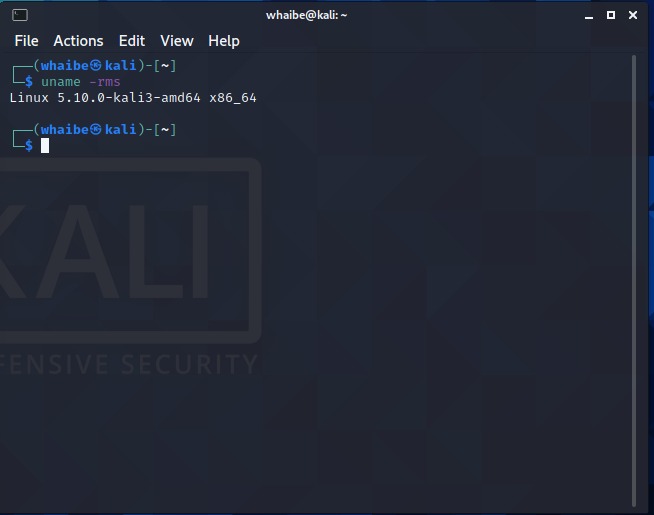 whaibe@kali: ~
File Actions Edit View Help
┌──(whaibe㉿kali)-[~]
└─$ uname -rms
Linux 5.10.0-kali3-amd64 x86_64
┌──(whaibe㉿kali)-[~]
└─$
KALI
FENSIVE SECURITY